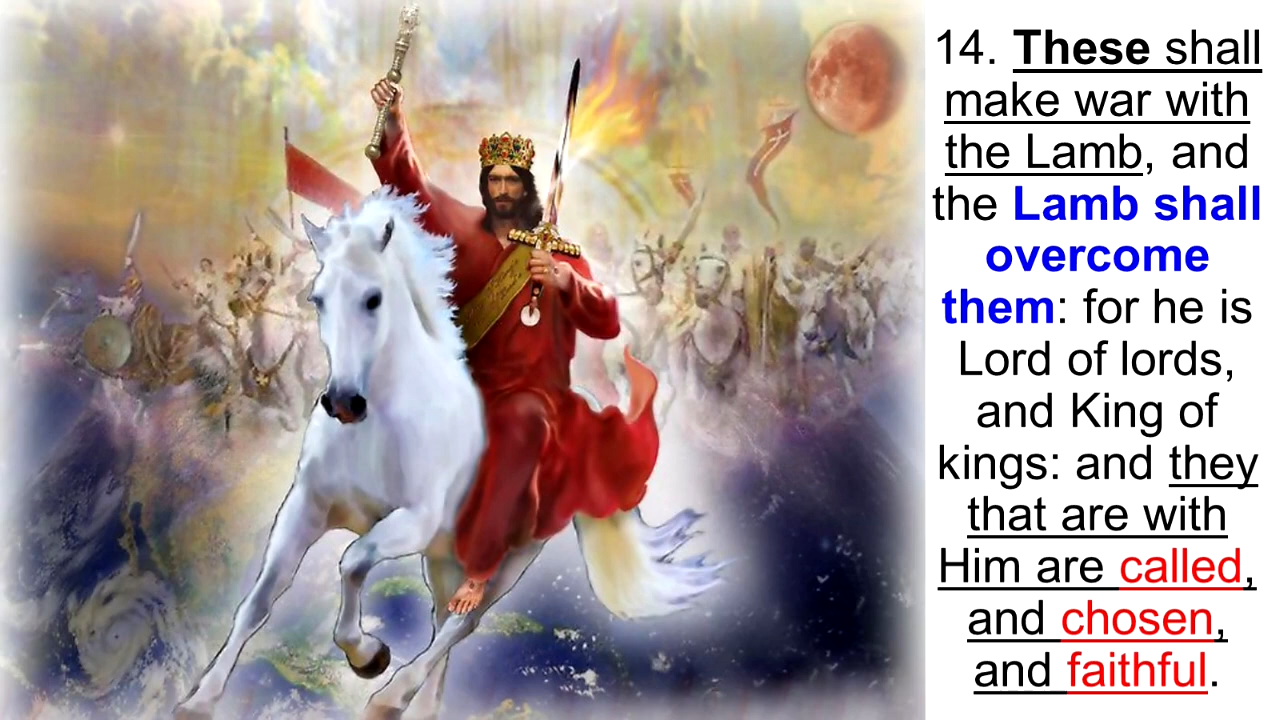 14. These shall
make war with
the Lamb, and
the Lamb shall
overcome
them: for he is
Lord of lords,
and King of
kings: and they
that are with
Him are called,
and chosen,
and faithful.